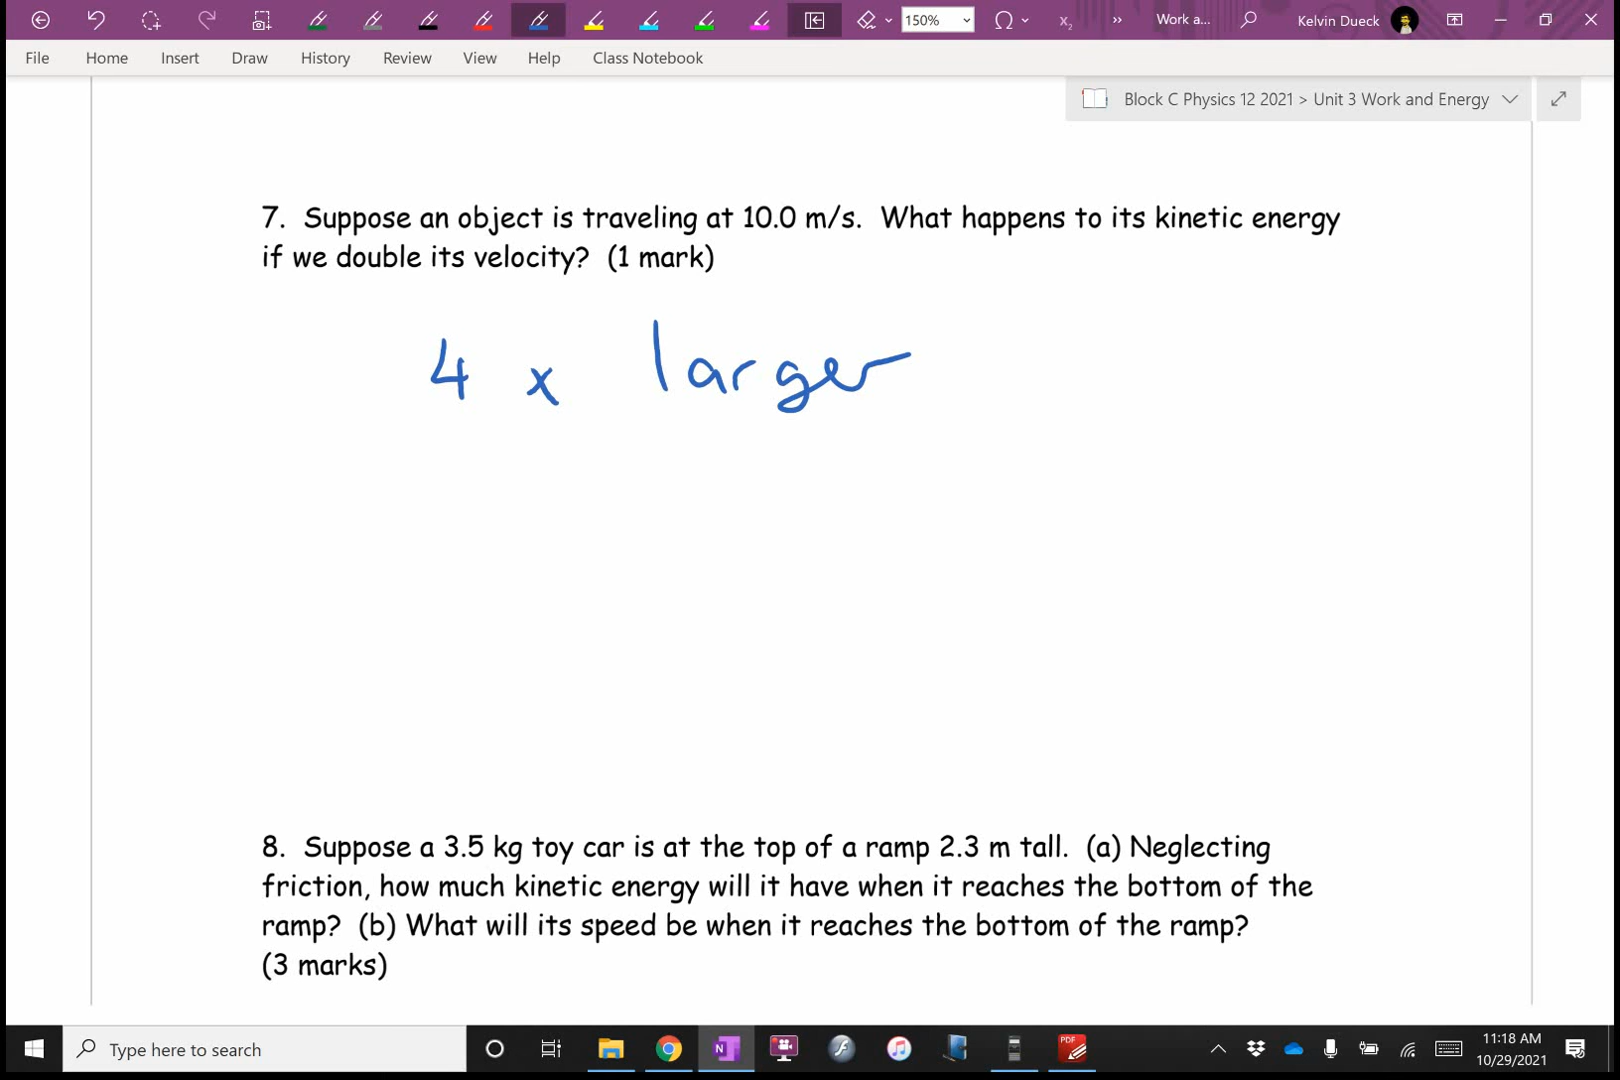 150%
Work a...
Kelvin Dueck
File Home Insert Draw History Review View Help Class Notebook
Block C Physics 12 2021 > Unit 3 Work and Energy
7. Suppose an object is traveling at 10.0 m/s. What happens to its kinetic energy
if we double its velocity? (1 mark)
4 x larger
8. Suppose a 3.5 kg toy car is at the top of a ramp 2.3 m tall. (a) Neglecting
friction, how much kinetic energy will it have when it reaches the bottom of the
ramp? (b) What will its speed be when it reaches the bottom of the ramp?
(3 marks)
Type here to search
PDF
11:18 AM
10/29/2021